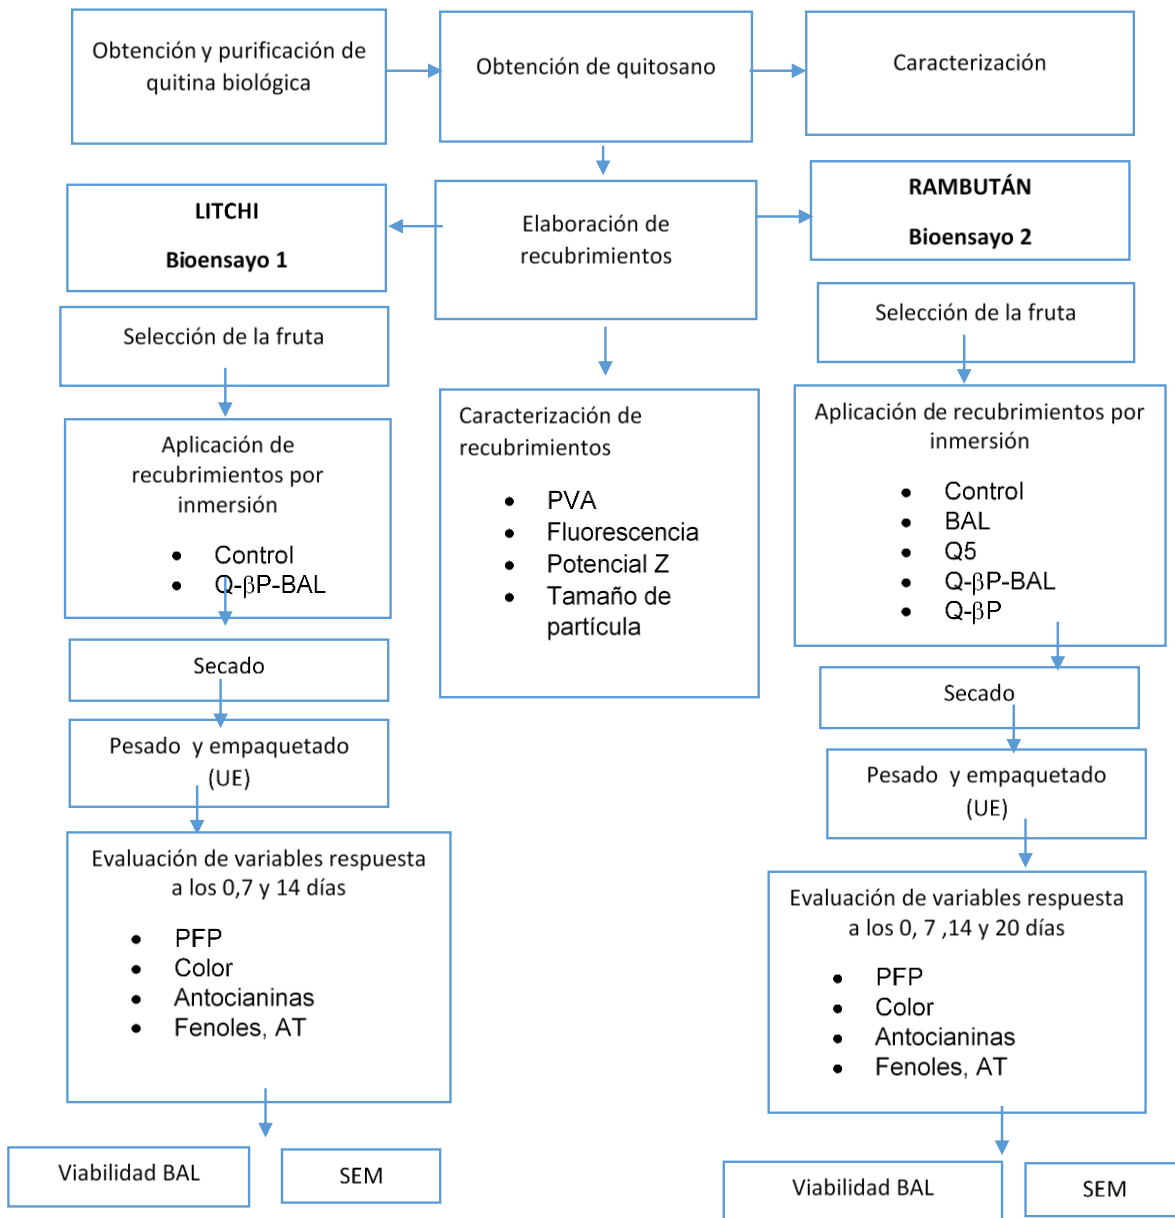 Obtención y purificación de
quitina biológica
Obtención de quitosano
Caracterización
LITCHI
Bioensayo 1
Elaboración de
recubrimientos
RAMBUTÁN
Bioensayo 2
Selección de la fruta
Aplicación de
recubrimientos por
inmersión
• Control
• Q-βP-BAL
Secado
Pesado y empaquetado
(UE)
Evaluación de variables respuesta
a los 0,7 y 14 días
• PFP
• Color
• Antocianinas
• Fenoles, AT
Viabilidad BAL
SEM
Caracterización de
recubrimientos
• PVA
• Fluorescencia
• Potencial Z
• Tamaño de
partícula
Selección de la fruta
Aplicación de recubrimientos por
inmersión
• Control
• BAL
• Q5
• Q-βP-BAL
• Q-βP
Secado
Pesado y empaquetado
(UE)
Evaluación de variables respuesta
a los 0, 7 ,14 y 20 días
• PFP
• Color
• Antocianinas
• Fenoles, AT
Viabilidad BAL
SEM